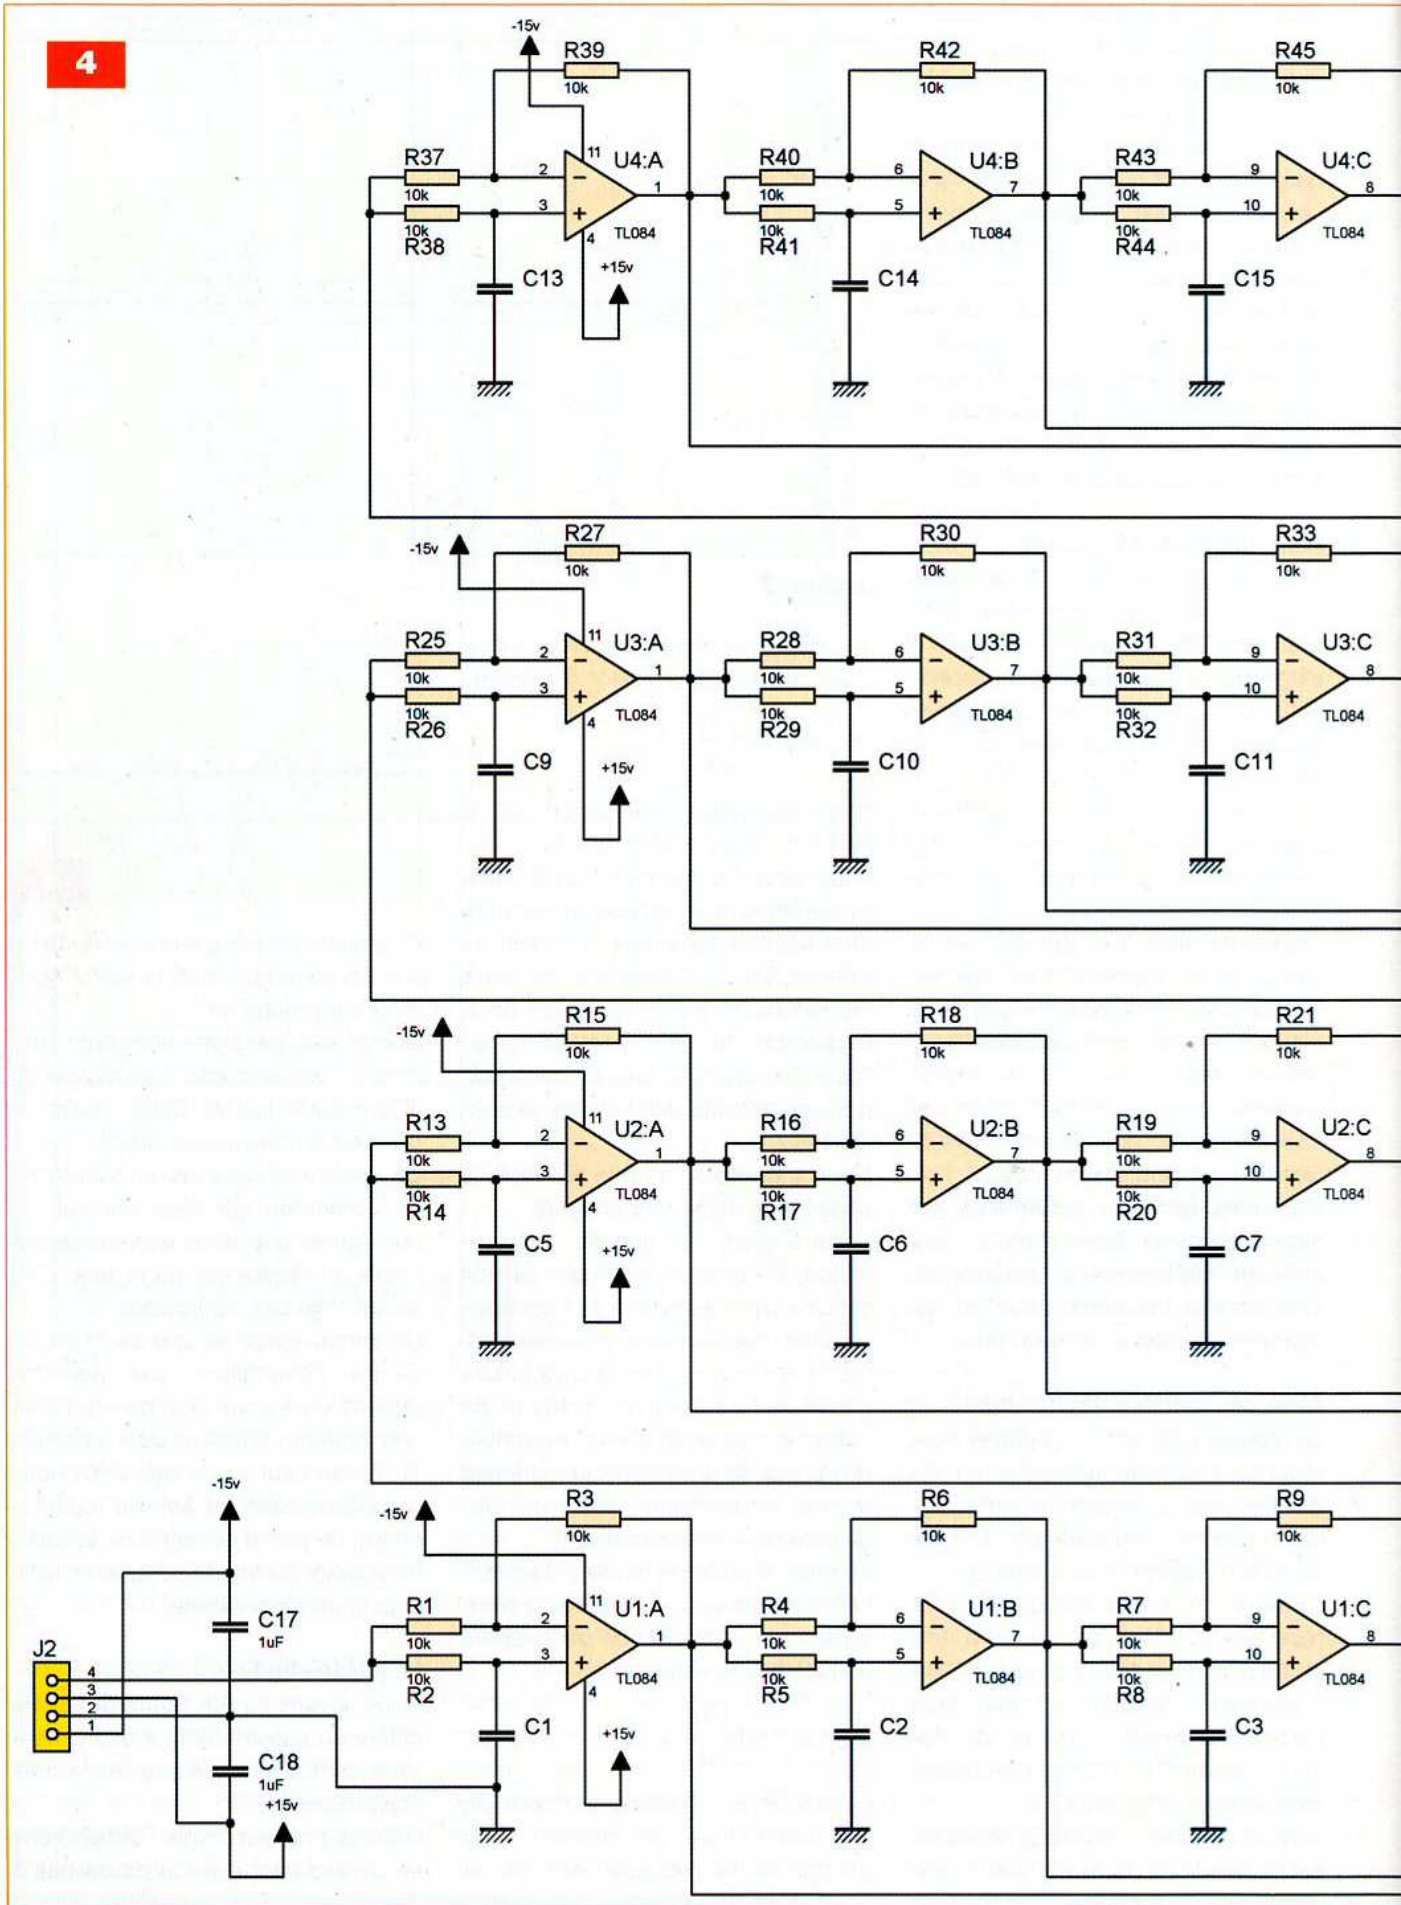 4
-15v
R39
10k
R42
10k
R45
10k
R37
10k
10k
R38
2
3
11
4
U4:A
1
TL084
+15v
C13
R40
10k
10k
R41
6
5
U4:B
7
TL084
C14
R43
10k
10k
R44
9
10
U4:C
8
TL084
C15
-15v
R27
10k
R30
10k
R33
10k
R25
10k
10k
R26
2
3
11
4
U3:A
1
TL084
+15v
C9
R28
10k
10k
R29
6
5
U3:B
7
TL084
C10
R31
10k
10k
R32
9
10
U3:C
8
TL084
C11
-15v
R15
10k
R18
10k
R21
10k
R13
10k
10k
R14
2
3
11
4
U2:A
1
TL084
+15v
C5
R16
10k
10k
R17
6
5
U2:B
7
TL084
C6
R19
10k
10k
R20
9
10
U2:C
8
TL084
C7
-15v
-15v
R3
10k
R6
10k
R9
10k
C17
1uF
J2
4
3
2
1
C18
1uF
+15v
R1
10k
10k
R2
2
3
11
4
U1:A
1
TL084
+15v
C1
R4
10k
10k
R5
6
5
U1:B
7
TL084
C2
R7
10k
10k
R8
9
10
U1:C
8
TL084
C3